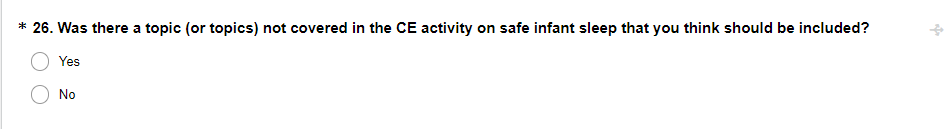 * 26. Was there a topic (or topics) not covered in the CE activity on safe infant sleep that you think should be included?
Yes
No